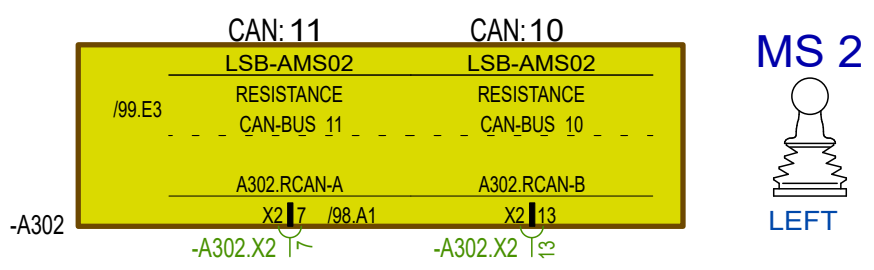 CAN: 11 CAN: 10
LSB-AMS02 LSB-AMS02
MS 2
/99.E3
RESISTANCE RESISTANCE
CAN-BUS 11 CAN-BUS 10
A302.RCAN-A A302.RCAN-B
-A302
X2 7 /98.A1 X2 13
LEFT
-A302.X2 7 -A302.X2 13